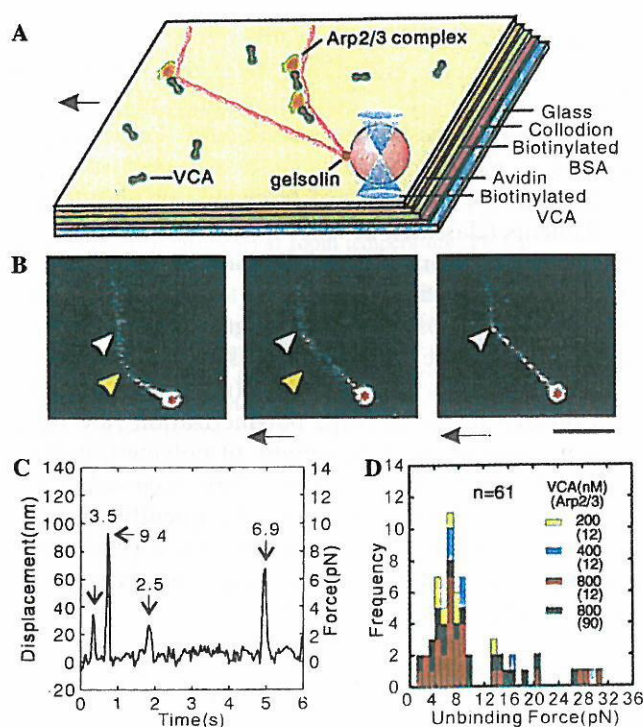 A
Arp2/3 complex
Glass
Collodion
Biotinylated
BSA
Avidin
Biotinylated
VCA
gelsolin
VCA
B
C
Displacement(nm)
140
120
100
80
60
40
20
0
-20
3.5
9 4
2.5
6.9
14
12
10
8
6
4
2
0
Force(pN)
0 1 2 3 4 5 6
Time(s)
D
Frequency
14
12
10
8
6
4
2
0
n=61
VCA(nM)
(Arp2/3)
200
(12)
400
(12)
800
(12)
800
(90)
0 4 8 12 16 20 24 28 32 36
Unbinding Force(pN)